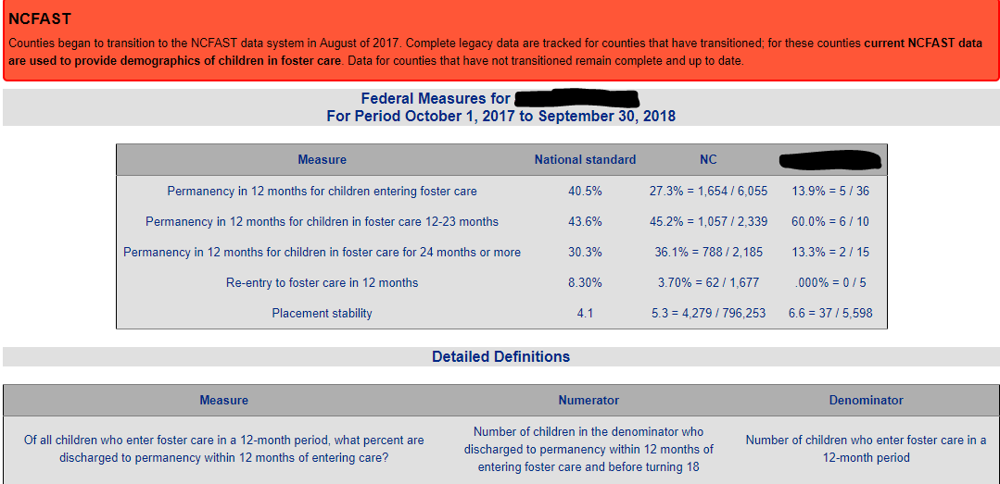 NCFAST
Counties began to transition to the NCFAST data system in August of 2017. Complete legacy data are tracked for counties that have transitioned; for these counties current NCFAST data
are used to provide demographics of children in foster care. Data for counties that have not transitioned remain complete and up to date.
Federal Measures for
For Period October 1, 2017 to September 30, 2018
Measure National standard NC
Permanency in 12 months for children entering foster care 40.5% 27.3% = 1,654 / 6,055 13.9% = 5 / 36
Permanency in 12 months for children in foster care 12-23 months 43.6% 45.2% = 1,057 / 2,339 60.0% = 6 / 10
Permanency in 12 months for children in foster care for 24 months or more 30.3% 36.1% = 788 / 2,185 13.3% = 2 / 15
Re-entry to foster care in 12 months 8.30% 3.70% = 62 / 1,677 .000% = 0 / 5
Placement stability 4.1 5.3 = 4,279 / 796,253 6.6 = 37 / 5,598
Detailed Definitions
Measure Numerator Denominator
Of all children who enter foster care in a 12-month period, what percent are
discharged to permanency within 12 months of entering care?
Number of children in the denominator who
discharged to permanency within 12 months of
entering foster care and before turning 18
Number of children who enter foster care in a
12-month period